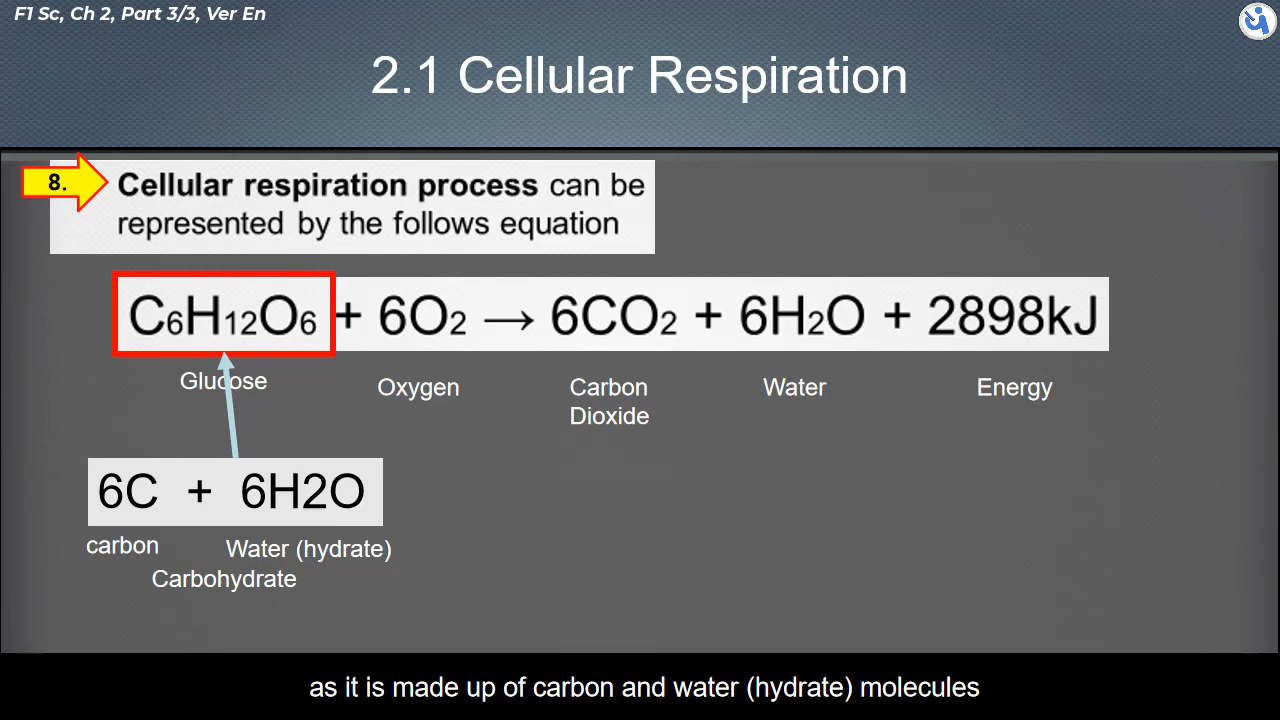 F1 Sc, Ch 2, Part 3/3, Ver En
2.1 Cellular Respiration
8.
Cellular respiration process can be
represented by the follows equation
C₆H₁₂O₆ + 6O₂ → 6CO₂ + 6H₂O + 2898kJ
Glucose
Oxygen
Carbon
Dioxide
Water
Energy
6C + 6H2O
carbon
Water (hydrate)
Carbohydrate
as it is made up of carbon and water (hydrate) molecules